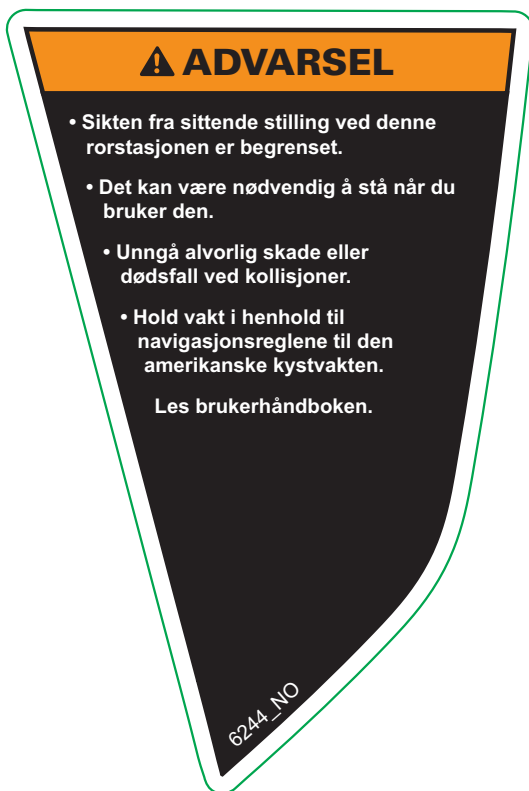 ADVARSEL
• Sikten fra sittende stilling ved denne
rorstasjonen er begrenset.
• Det kan være nødvendig å stå når du
bruker den.
• Unngå alvorlig skade eller
dødsfall ved kollisjoner.
• Hold vakt i henhold til
navigasjonsreglene til den
amerikanske kystvakten.
Les brukerhåndboken.
6244_NO